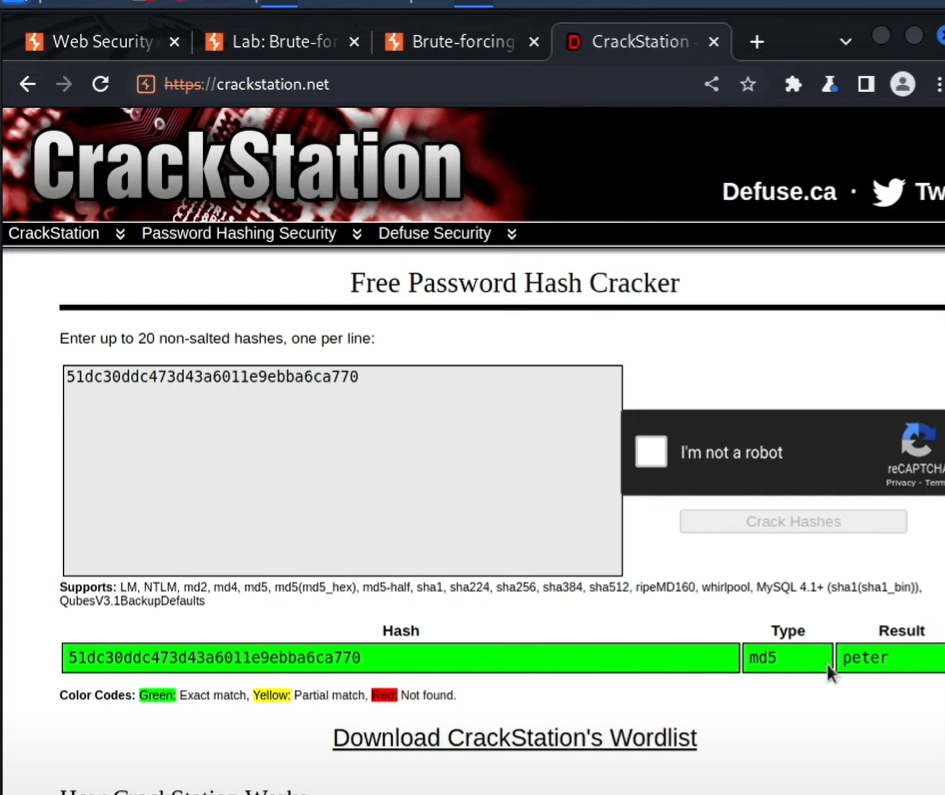 Web Security
Lab: Brute-for
Brute-forcing
CrackStation -
https://crackstation.net
CrackStation
Defuse.ca · Tw
CrackStation Password Hashing Security Defuse Security
Free Password Hash Cracker
Enter up to 20 non-salted hashes, one per line:
51dc30ddc473d43a6011e9ebba6ca770
I'm not a robot
reCAPTCHA
Privacy - Term
Crack Hashes
Supports: LM, NTLM, md2, md4, md5, md5(md5_hex), md5-half, sha1, sha224, sha256, sha384, sha512, ripeMD160, whirlpool, MySQL 4.1+ (sha1(sha1_bin)),
QubesV3.1BackupDefaults
Hash Type Result
51dc30ddc473d43a6011e9ebba6ca770 md5 peter
Color Codes: Green: Exact match, Yellow: Partial match, Red: Not found.
Download CrackStation's Wordlist
How CrackStation Works